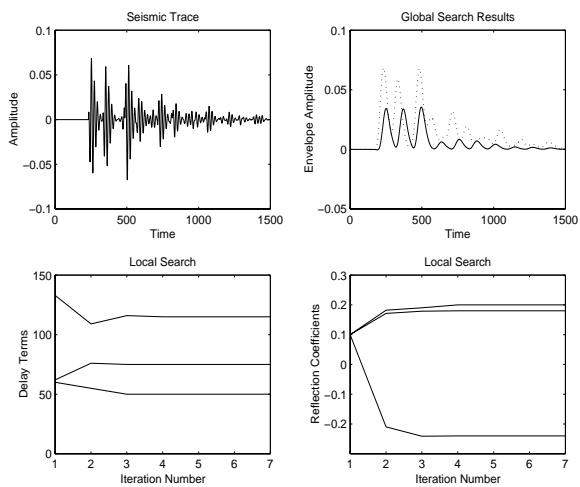 Seismic Trace
0.1
0.05
0
−0.05
−0.1
Amplitude
0 500 1000 1500
Time
Global Search Results
0.1
0.05
0
−0.05
Envelope Amplitude
0 500 1000 1500
Time
Local Search
150
100
50
0
Delay Terms
1 2 3 4 5 6 7
Iteration Number
Local Search
0.3
0.2
0.1
0
−0.1
−0.2
Reflection Coefficients
1 2 3 4 5 6 7
Iteration Number